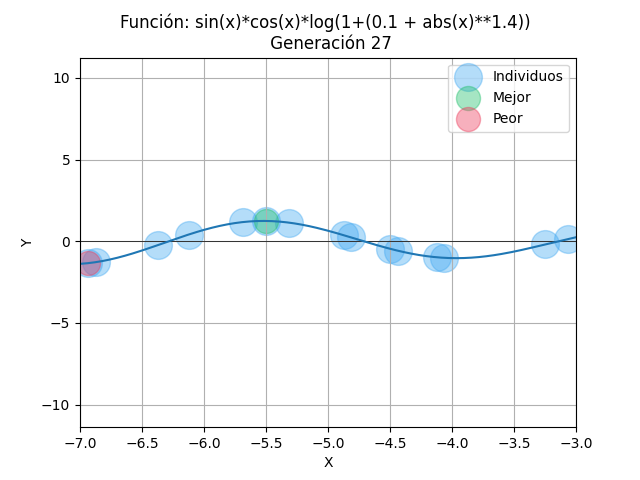 Función: sin(x)*cos(x)*log(1+(0.1 + abs(x)**1.4))
Generación 27
Individuos
Mejor
Peor
Y
10
5
0
−5
−10
−7.0
−6.5
−6.0
−5.5
−5.0
−4.5
−4.0
−3.5
−3.0
X